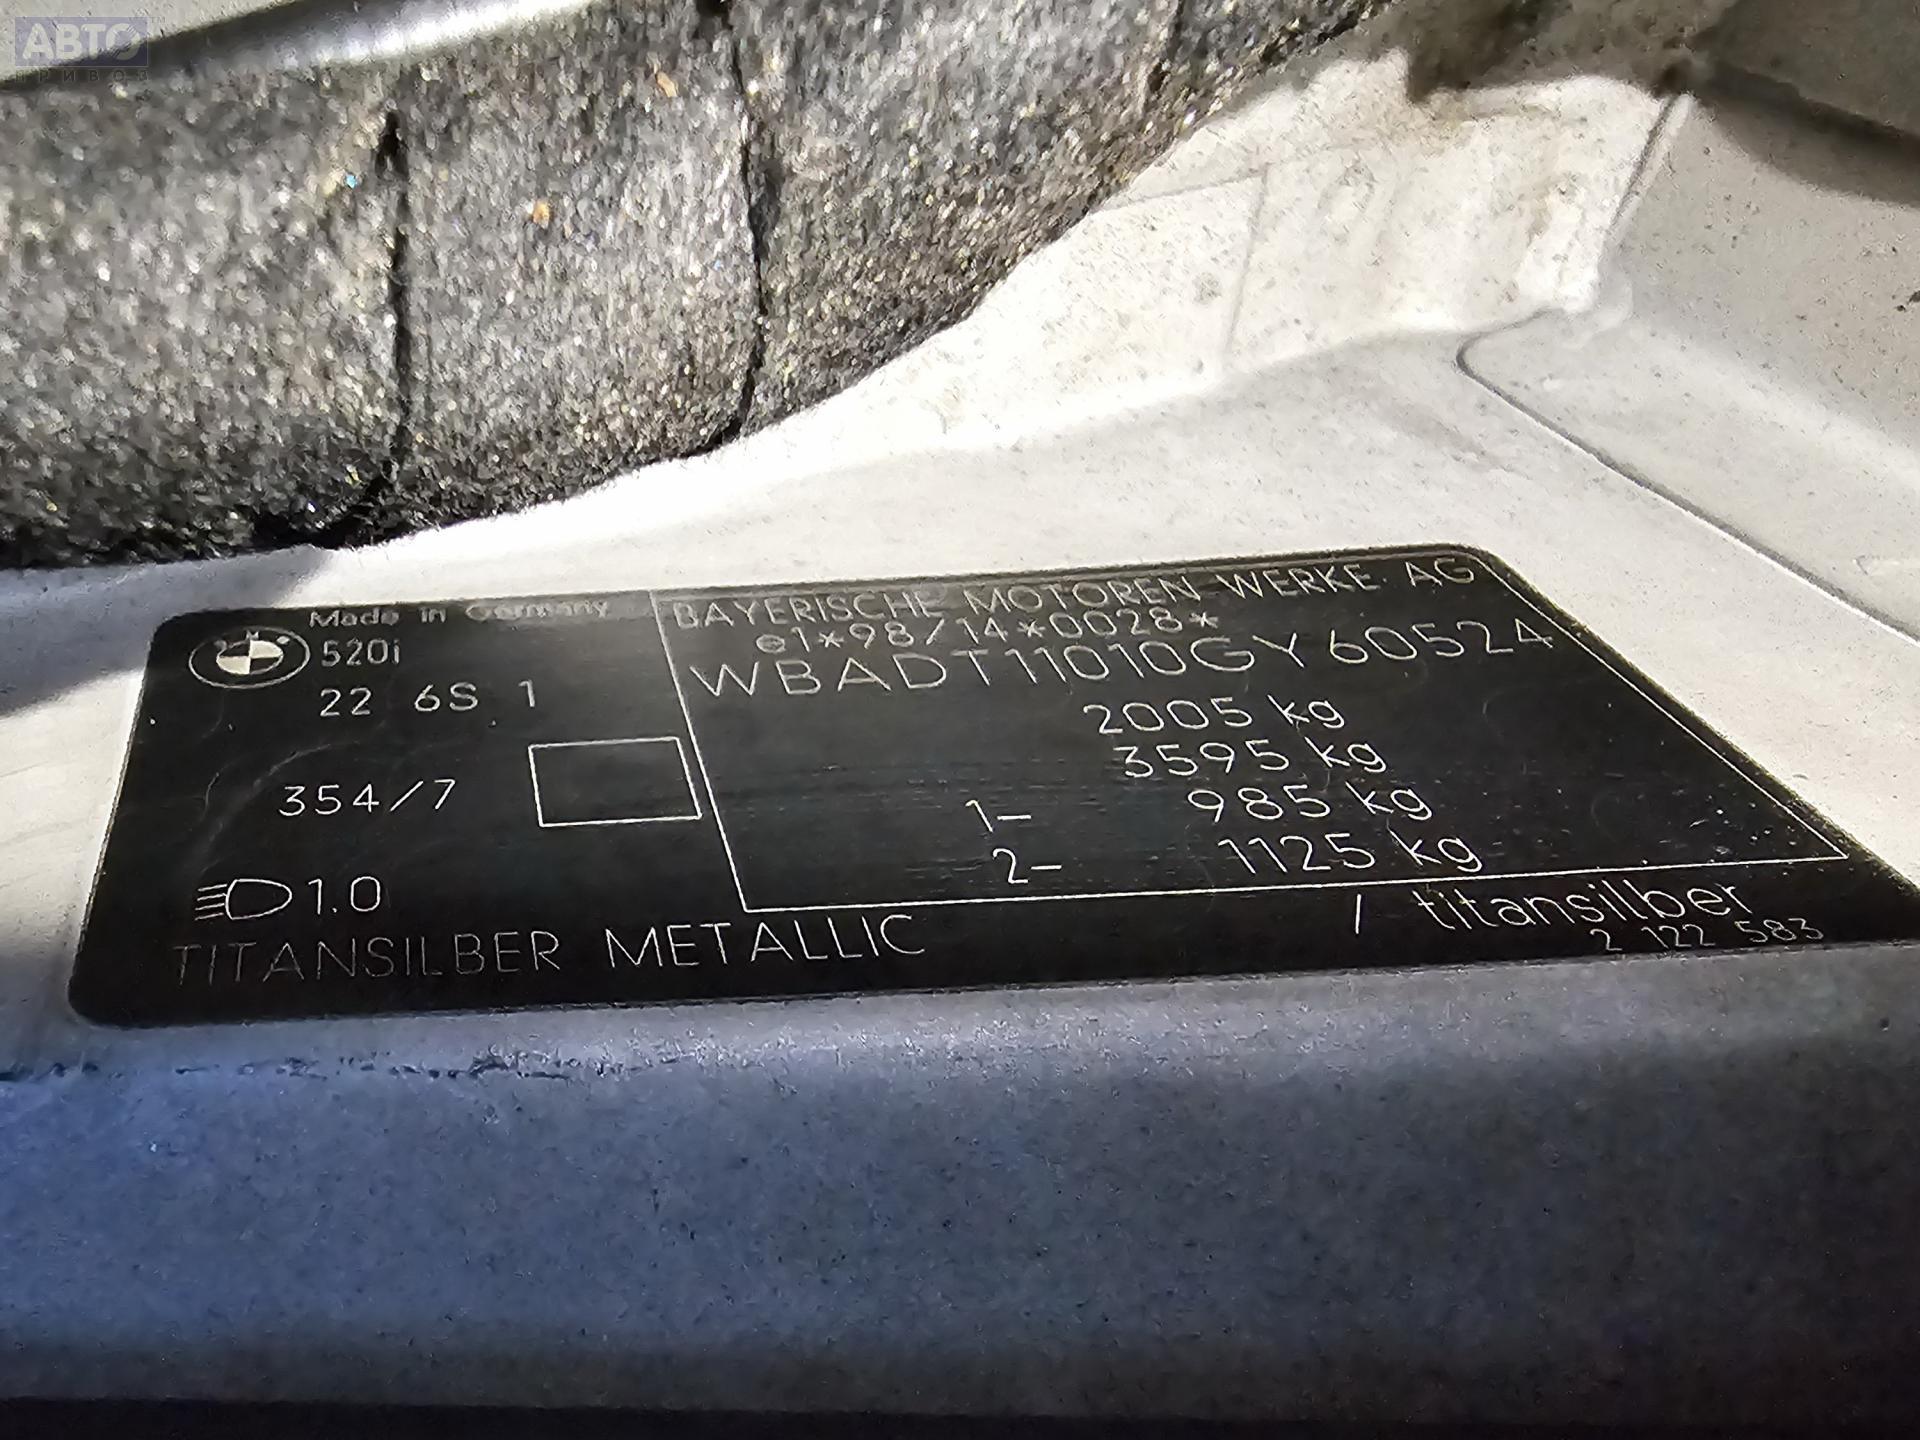 АВТО
ПРИВОЗ
Made in Germany
520i
22 6S 1
354/7
1.0
TITANSILBER METALLIC
BAYERISCHE MOTOREN WERKE AG
e1*98/14*0028*
WBADT11010GY60524
2005 kg
3595 kg
1- 985 kg
2- 1125 kg
/ titansilber
2 122 583